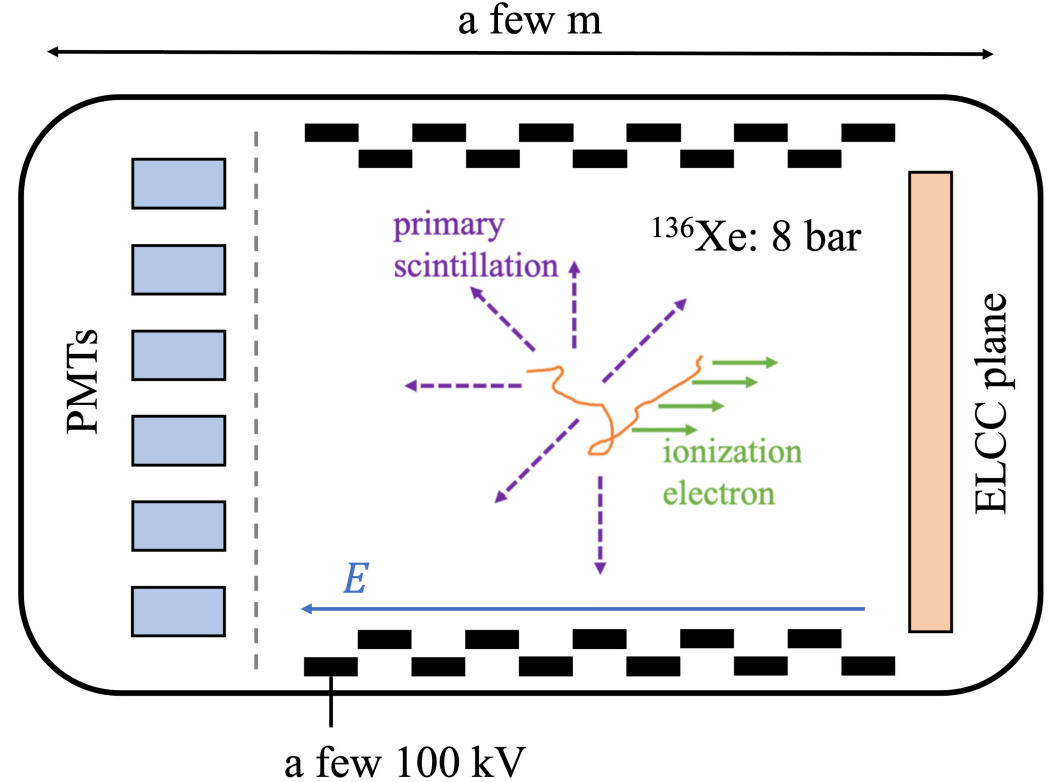 a few m
primary
scintillation
¹³⁶Xe: 8 bar
PMTs
ELCC plane
ionization
electron
E
a few 100 kV